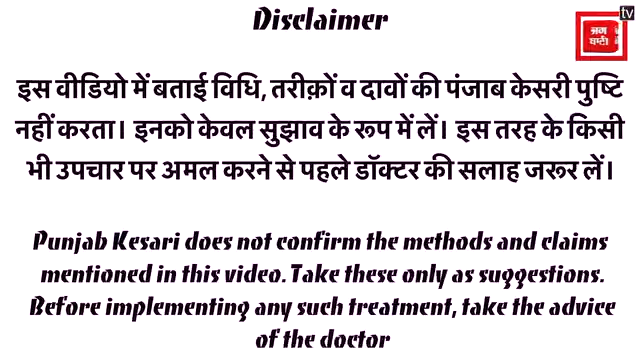 Disclaimer
tv
जग
बाणी
इस वीडियो में बताई विधि, तरीक़ों व दावों की पंजाब केसरी पुष्टि
नहीं करता। इनको केवल सुझाव के रूप में लें। इस तरह के किसी
भी उपचार पर अमल करने से पहले डॉक्टर की सलाह जरूर लें।
Punjab Kesari does not confirm the methods and claims
mentioned in this video. Take these only as suggestions.
Before implementing any such treatment, take the advice
of the doctor